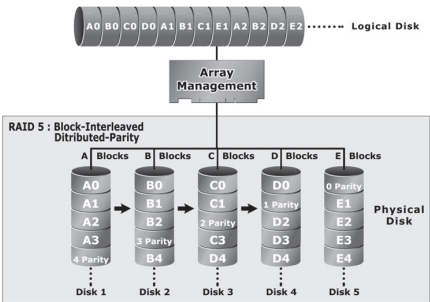 A0 B0 C0 D0 A1 B1 C1 E1 A2 B2 D2 E2 Logical Disk
Array
Management
RAID 5 : Block-Interleaved
Ditributed-Parity
A Blocks B Blocks C Blocks D Blocks E Blocks
A0 B0 C0 D0 0 Parity
A1 B1 C1 1 Parity E1
A2 B2 2 Parity D2 E2
A3 3 Parity C3 D3 E3
4 Parity B4 D4 D4 E4
Physical
Disk
Disk 1 Disk 2 Disk 3 Disk 4 Disk 5